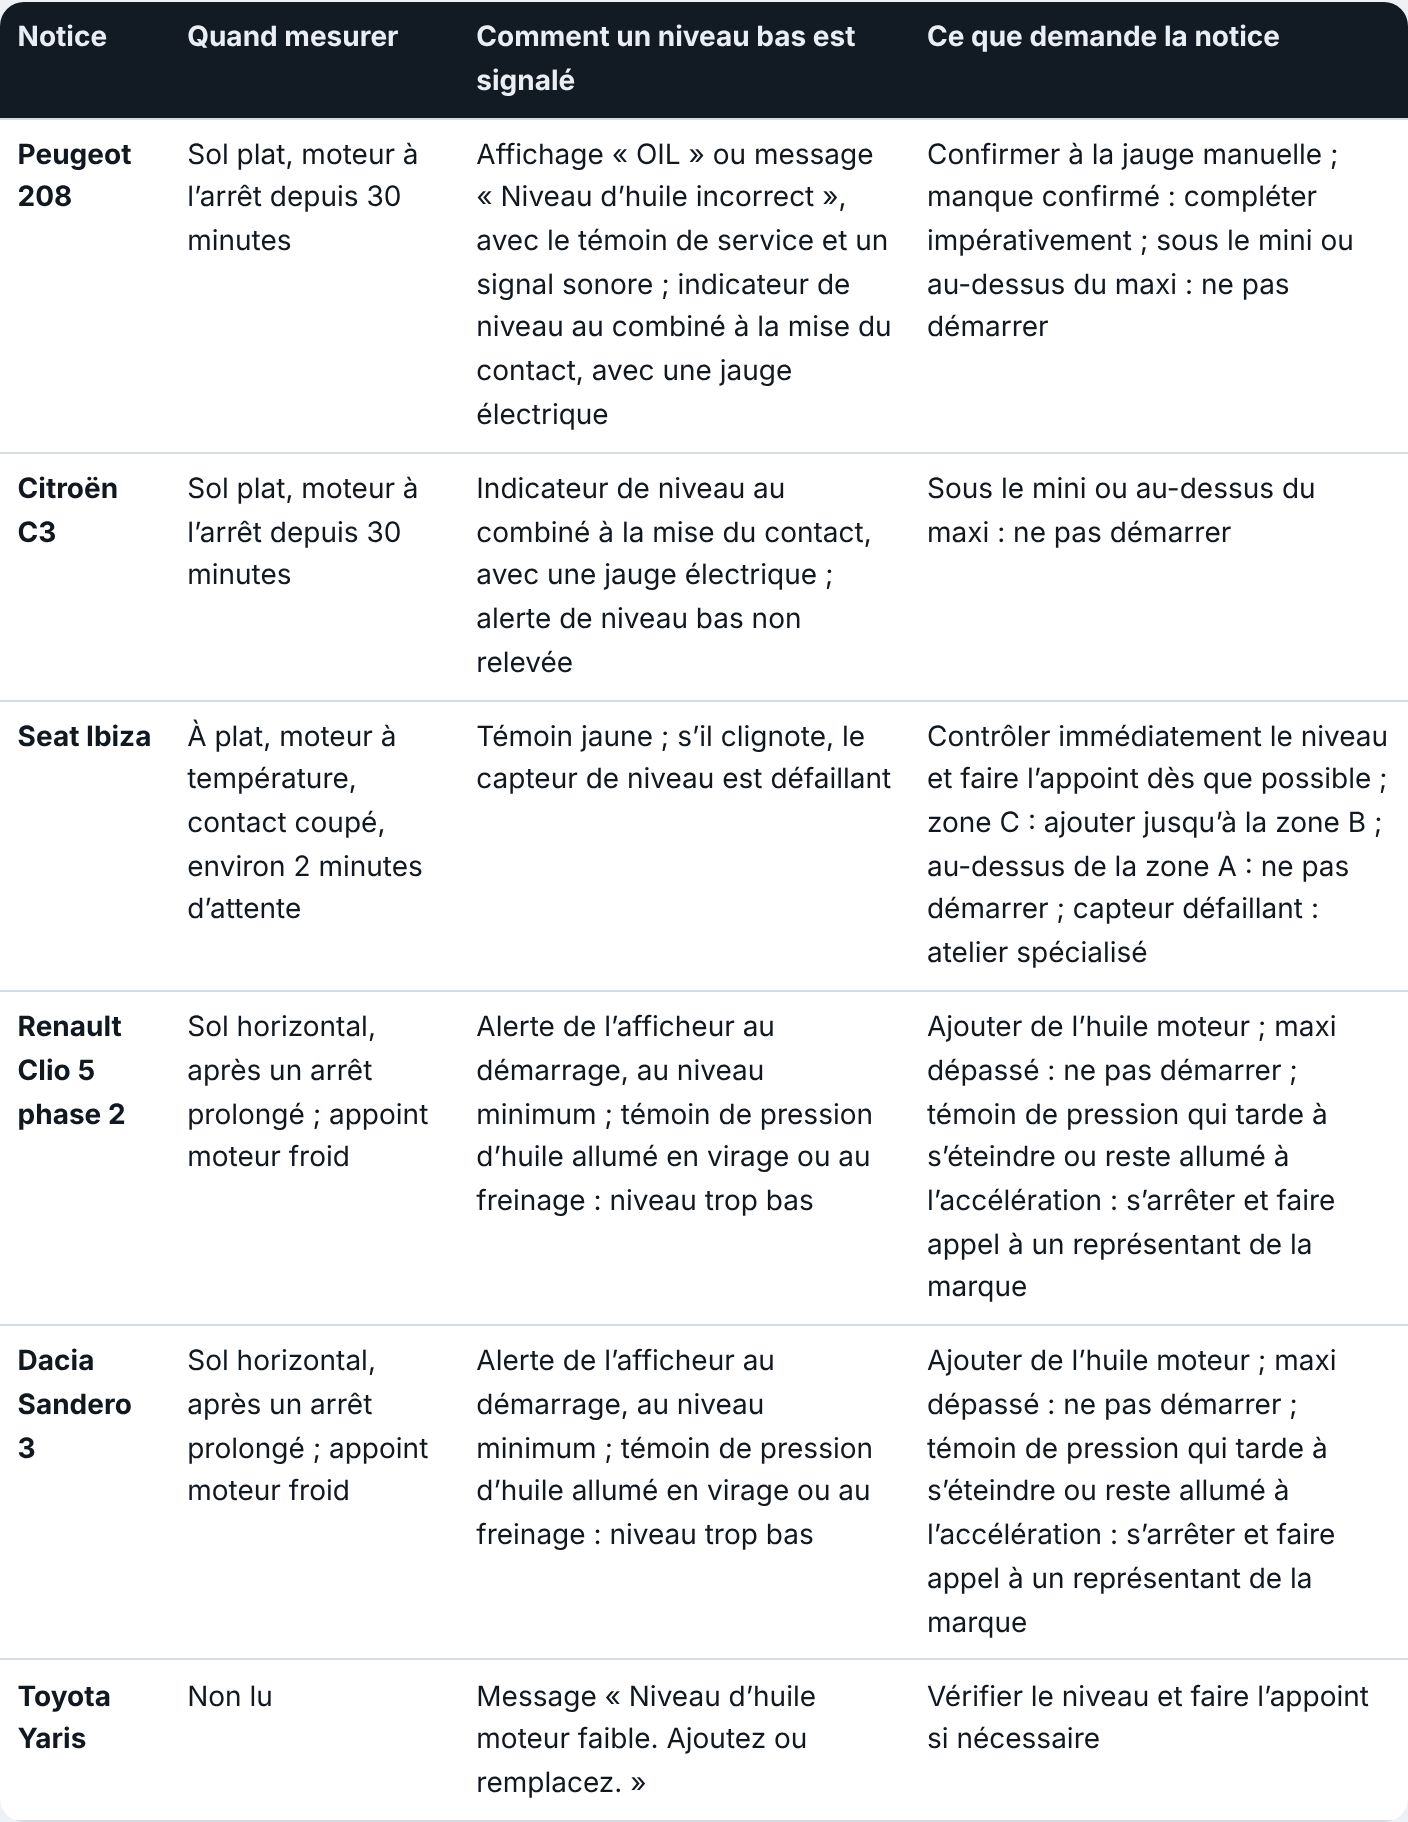 Notice
Quand mesurer
Comment un niveau bas est
signalé
Ce que demande la notice
Peugeot
208
Sol plat, moteur à
l’arrêt depuis 30
minutes
Affichage « OIL » ou message
« Niveau d’huile incorrect »,
avec le témoin de service et un
signal sonore ; indicateur de
niveau au combiné à la mise du
contact, avec une jauge
électrique
Confirmer à la jauge manuelle ;
manque confirmé : compléter
impérativement ; sous le mini ou
au-dessus du maxi : ne pas
démarrer
Citroën
C3
Sol plat, moteur à
l’arrêt depuis 30
minutes
Indicateur de niveau au
combiné à la mise du contact,
avec une jauge électrique ;
alerte de niveau bas non
relevée
Sous le mini ou au-dessus du
maxi : ne pas démarrer
Seat Ibiza
À plat, moteur à
température,
contact coupé,
environ 2 minutes
d’attente
Témoin jaune ; s’il clignote, le
capteur de niveau est défaillant
Contrôler immédiatement le niveau
et faire l’appoint dès que possible ;
zone C : ajouter jusqu’à la zone B ;
au-dessus de la zone A : ne pas
démarrer ; capteur défaillant :
atelier spécialisé
Renault
Clio 5
phase 2
Sol horizontal,
après un arrêt
prolongé ; appoint
moteur froid
Alerte de l’afficheur au
démarrage, au niveau
minimum ; témoin de pression
d’huile allumé en virage ou au
freinage : niveau trop bas
Ajouter de l’huile moteur ; maxi
dépassé : ne pas démarrer ;
témoin de pression qui tarde à
s’éteindre ou reste allumé à
l’accélération : s’arrêter et faire
appel à un représentant de la
marque
Dacia
Sandero
3
Sol horizontal,
après un arrêt
prolongé ; appoint
moteur froid
Alerte de l’afficheur au
démarrage, au niveau
minimum ; témoin de pression
d’huile allumé en virage ou au
freinage : niveau trop bas
Ajouter de l’huile moteur ; maxi
dépassé : ne pas démarrer ;
témoin de pression qui tarde à
s’éteindre ou reste allumé à
l’accélération : s’arrêter et faire
appel à un représentant de la
marque
Toyota
Yaris
Non lu
Message « Niveau d’huile
moteur faible. Ajoutez ou
remplacez. »
Vérifier le niveau et faire l’appoint
si nécessaire